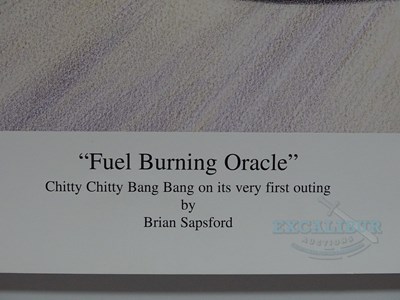 “Fuel Burning Oracle”
Chitty Chitty Bang Bang on its very first outing
by
Brian Sapsford
EXCALIBUR
AUCTIONS